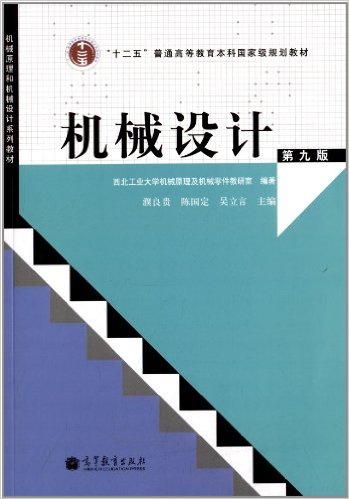 十二五
"十二五"普通高等教育本科国家级规划教材
机械原理和机械设计系列教材
机械设计
第九版
西北工业大学机械原理及机械零件教研室 编著
濮良贵 陈国定 吴立言 主编
高等教育出版社